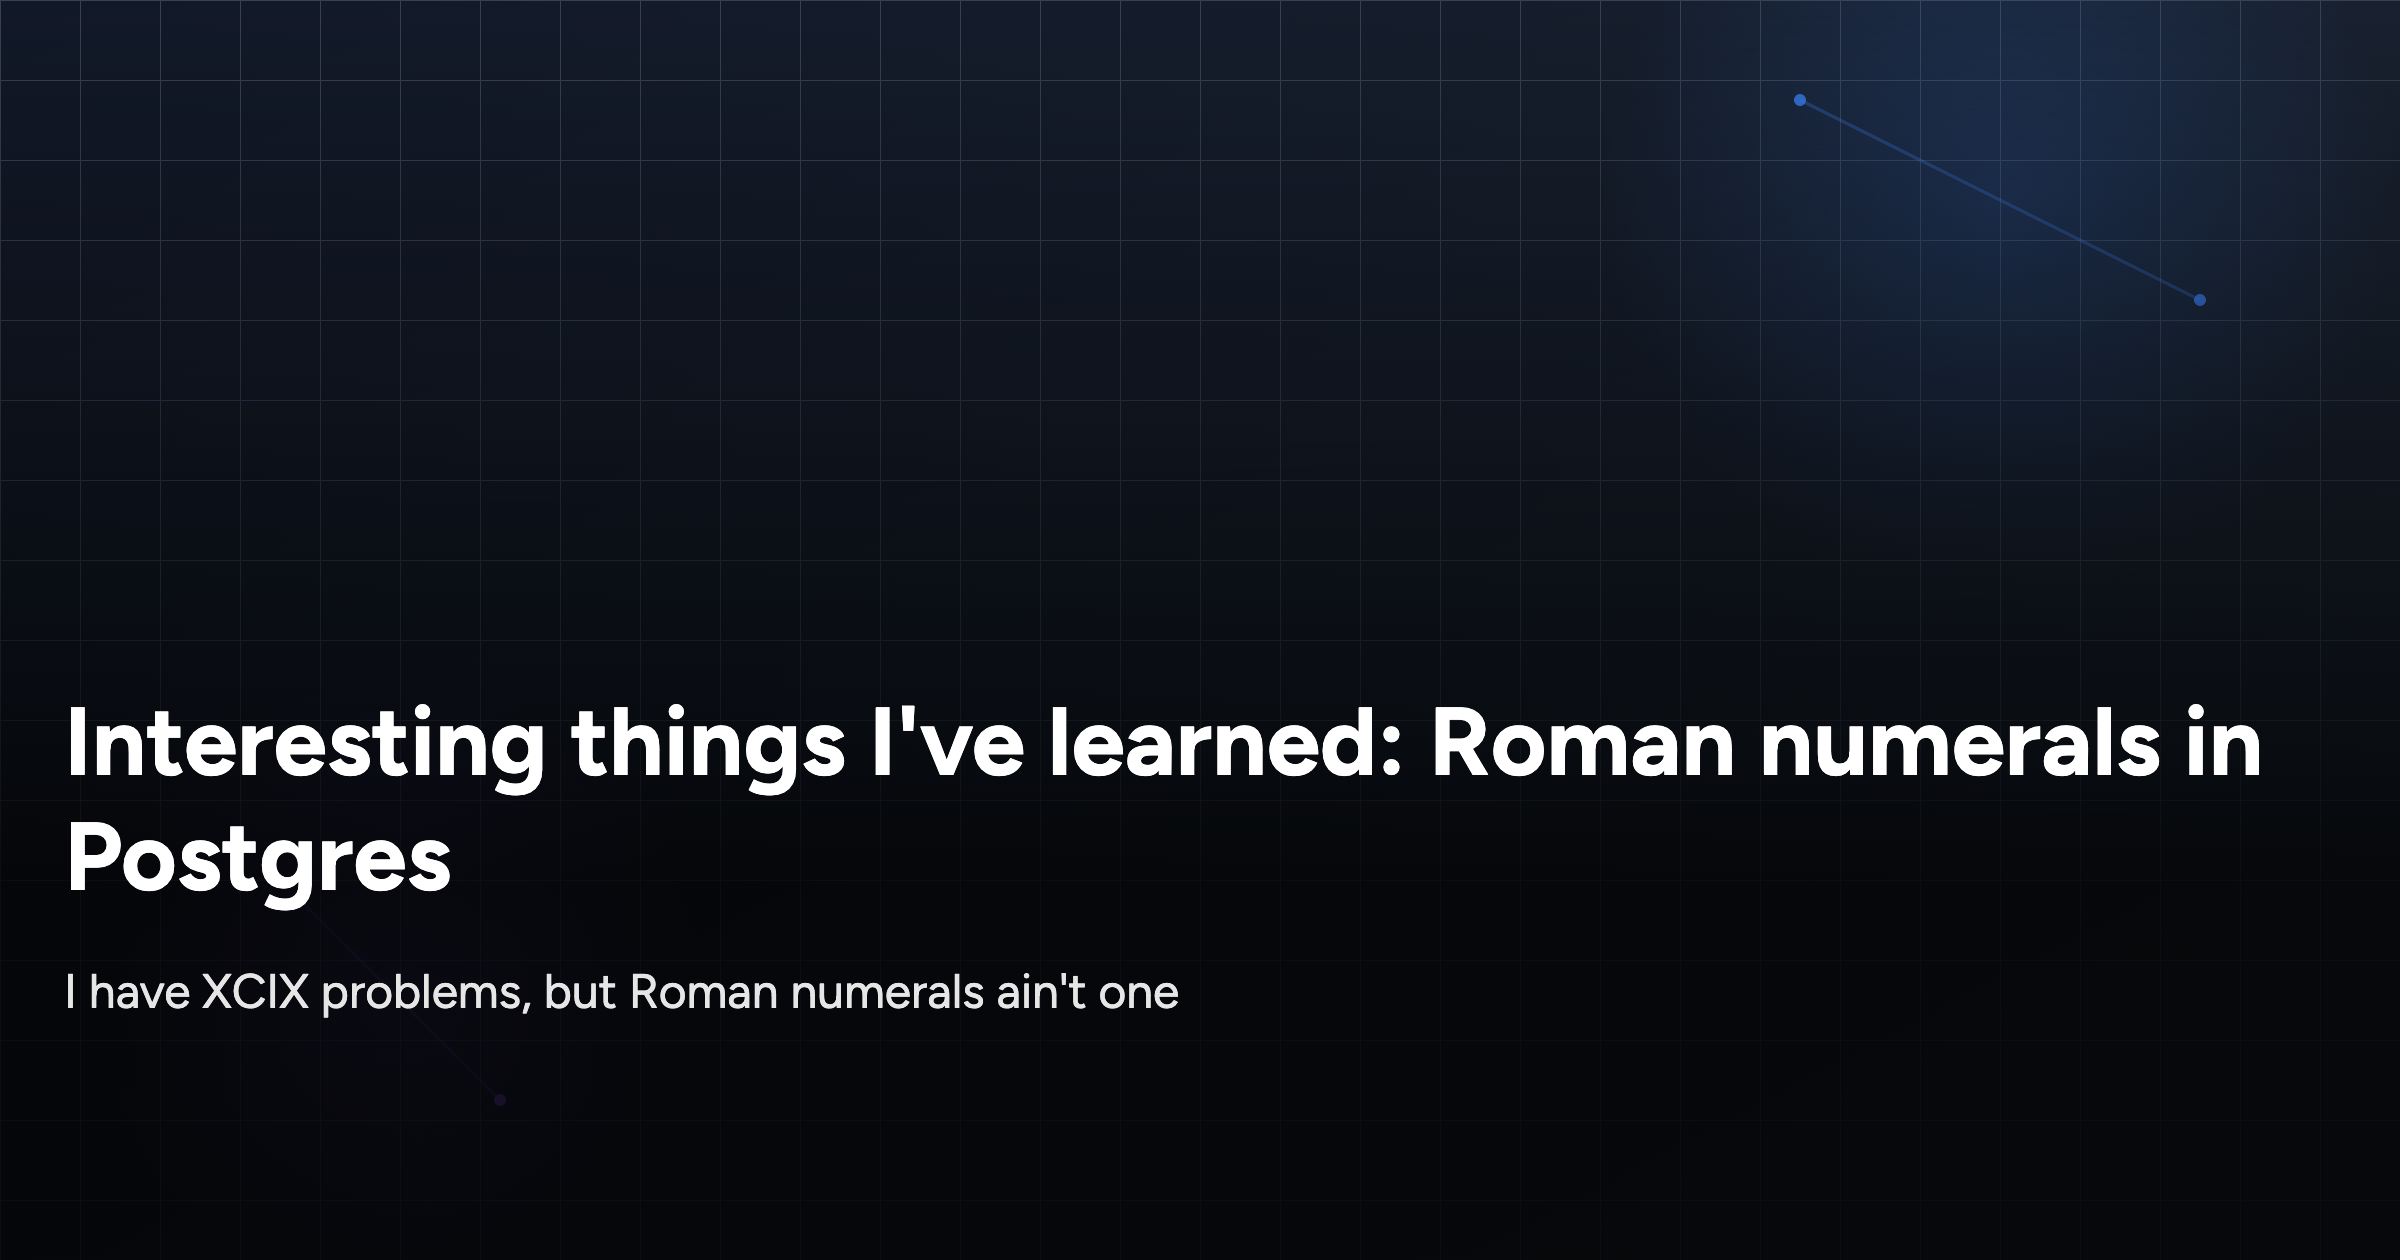 Interesting things I've learned: Roman numerals in
Postgres
I have XCIX problems, but Roman numerals ain't one